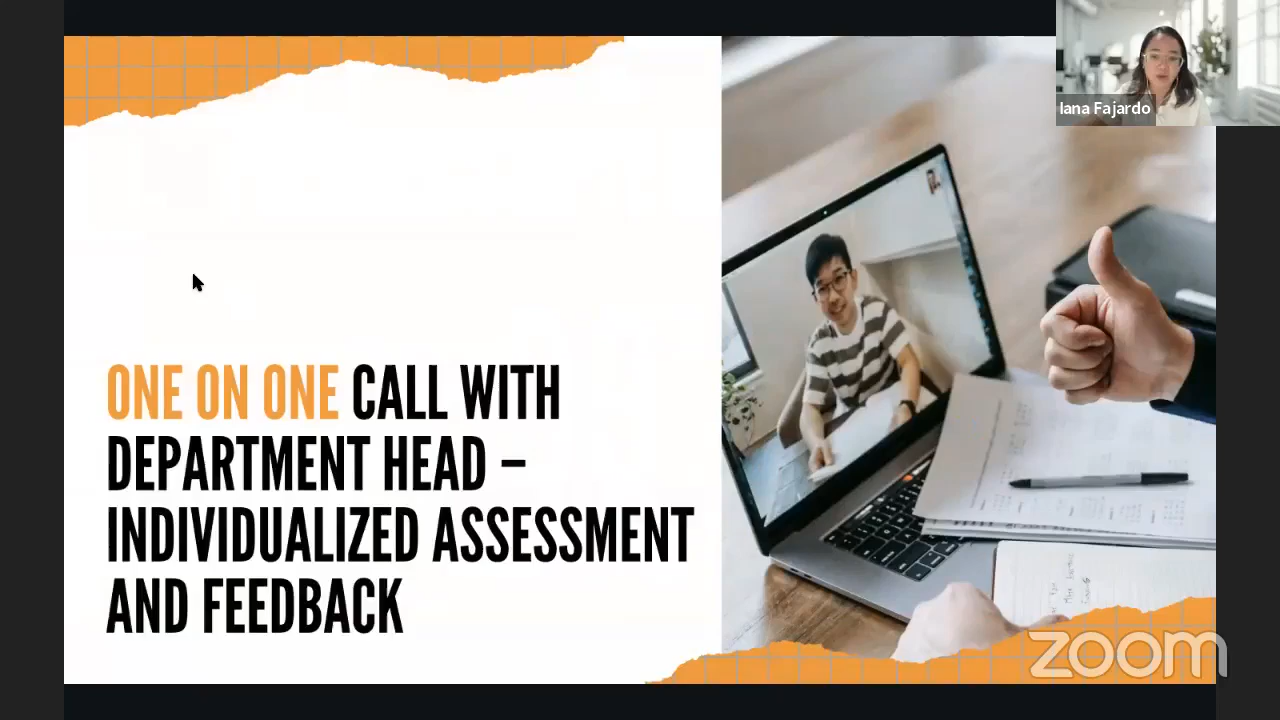 Iana Fajardo
ONE ON ONE CALL WITH
DEPARTMENT HEAD –
INDIVIDUALIZED ASSESSMENT
AND FEEDBACK
zoom